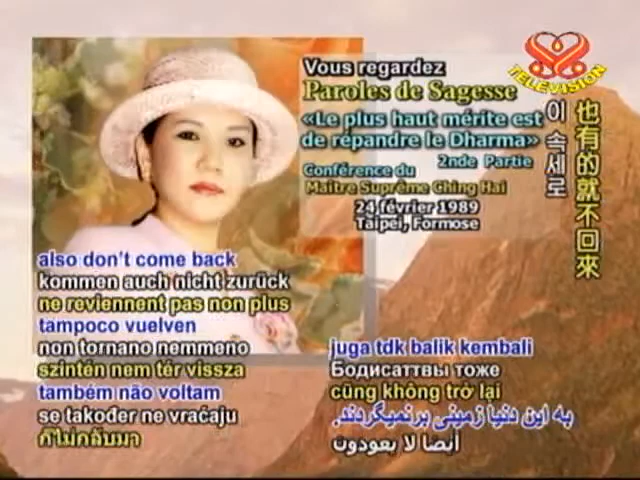 TELEVISION
Vous regardez
Paroles de Sagesse
«Le plus haut mérite est
de répandre le Dharma»
2nde Partie
Conférence du
Maître Suprême Ching Hai
24 février 1989
Taipei, Formose
이 속세로
也有的就不回來
also don't come back
kommen auch nicht zurück
ne reviennent pas non plus
tampoco vuelven
non tornano nemmeno
szintén nem tér vissza
também não voltam
se također ne vraćaju
ก็ไม่กลับมา
juga tdk balik kembali
Бодисаттвы тоже
cũng không trở lại
به این دنیا زمینی برنمیگردند.
أيضا لا يعودون